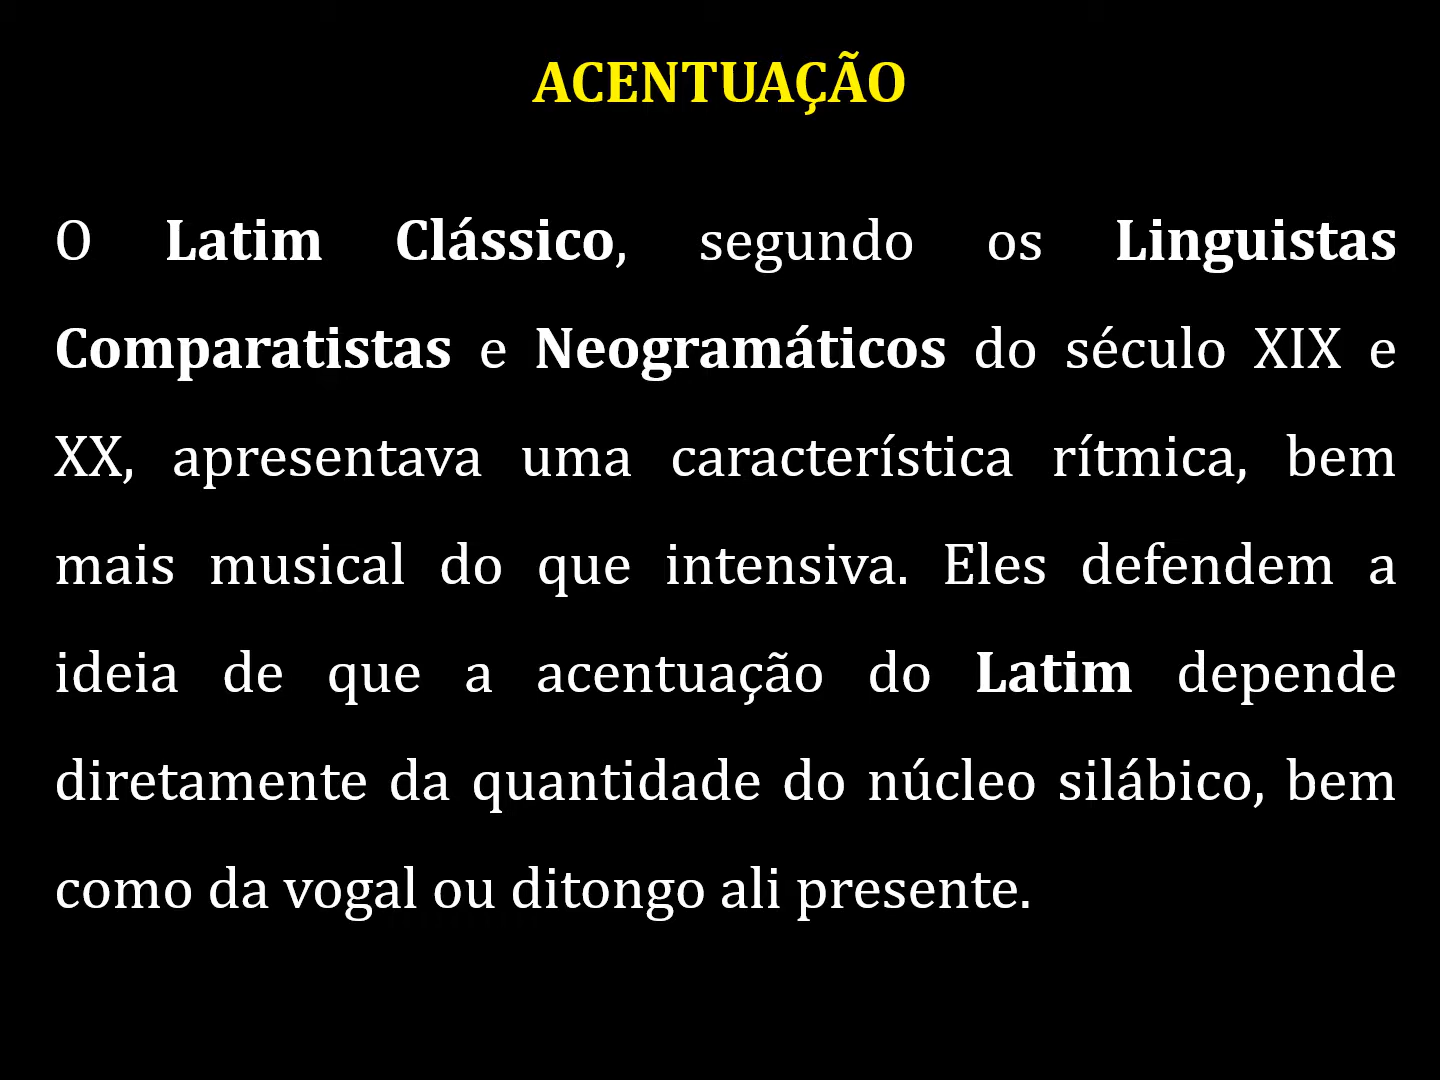 ACENTUAÇÃO
O Latim Clássico, segundo os Linguistas
Comparatistas e Neogramáticos do século XIX e
XX, apresentava uma característica rítmica, bem
mais musical do que intensiva. Eles defendem a
ideia de que a acentuação do Latim depende
diretamente da quantidade do núcleo silábico, bem
como da vogal ou ditongo ali presente.